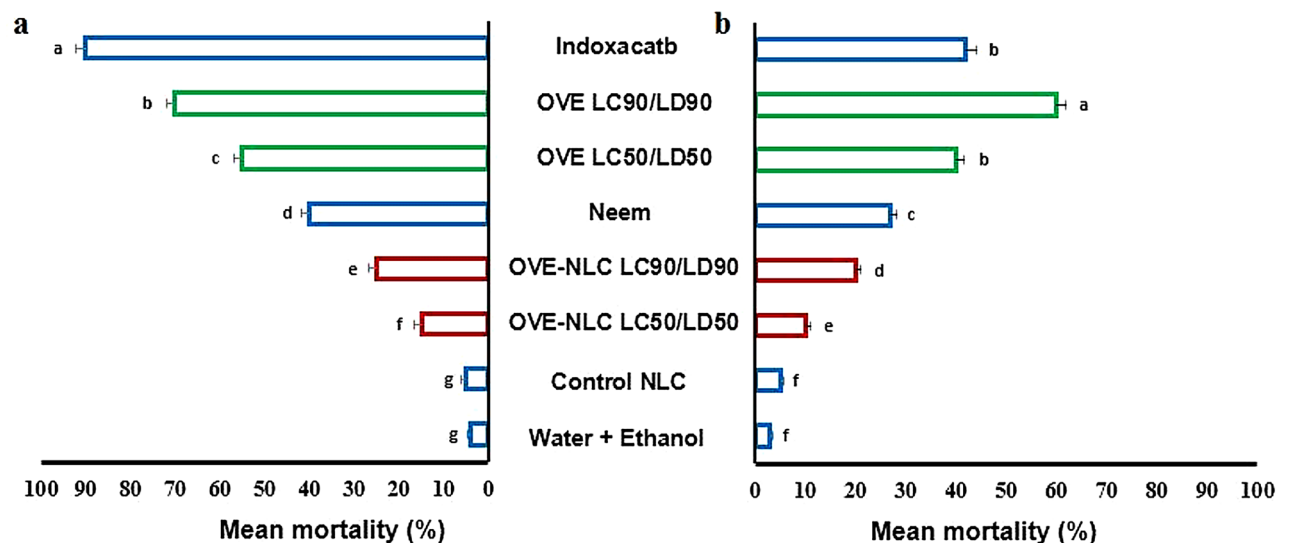 a b
a Indoxacatb b
b OVE LC90/LD90 a
c OVE LC50/LD50 b
d Neem c
e OVE-NLC LC90/LD90 d
f OVE-NLC LC50/LD50 e
g Control NLC f
g Water + Ethanol f
100 90 80 70 60 50 40 30 20 10 0 0 10 20 30 40 50 60 70 80 90 100
Mean mortality (%) Mean mortality (%)